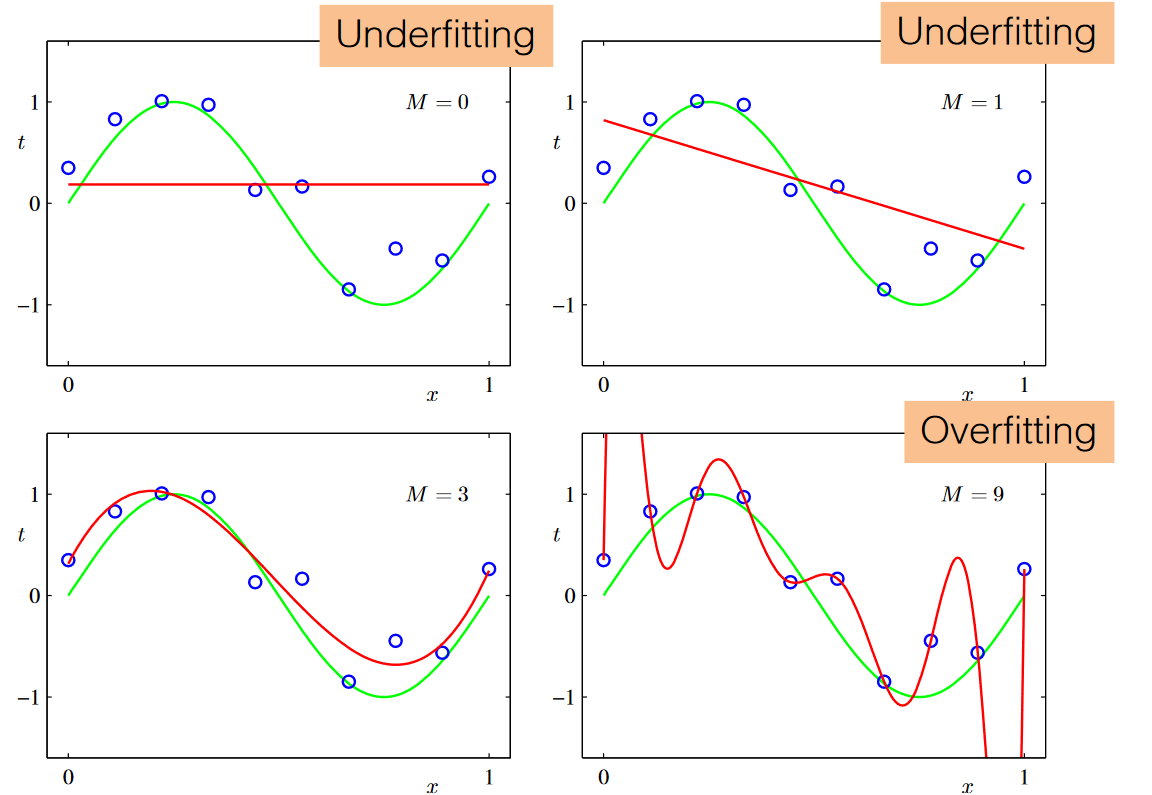 Underfitting
M = 0
1
t
0
−1
0
1
x
Underfitting
M = 1
1
t
0
−1
0
1
x
M = 3
1
t
0
−1
0
1
x
Overfitting
M = 9
1
t
0
−1
0
1
x